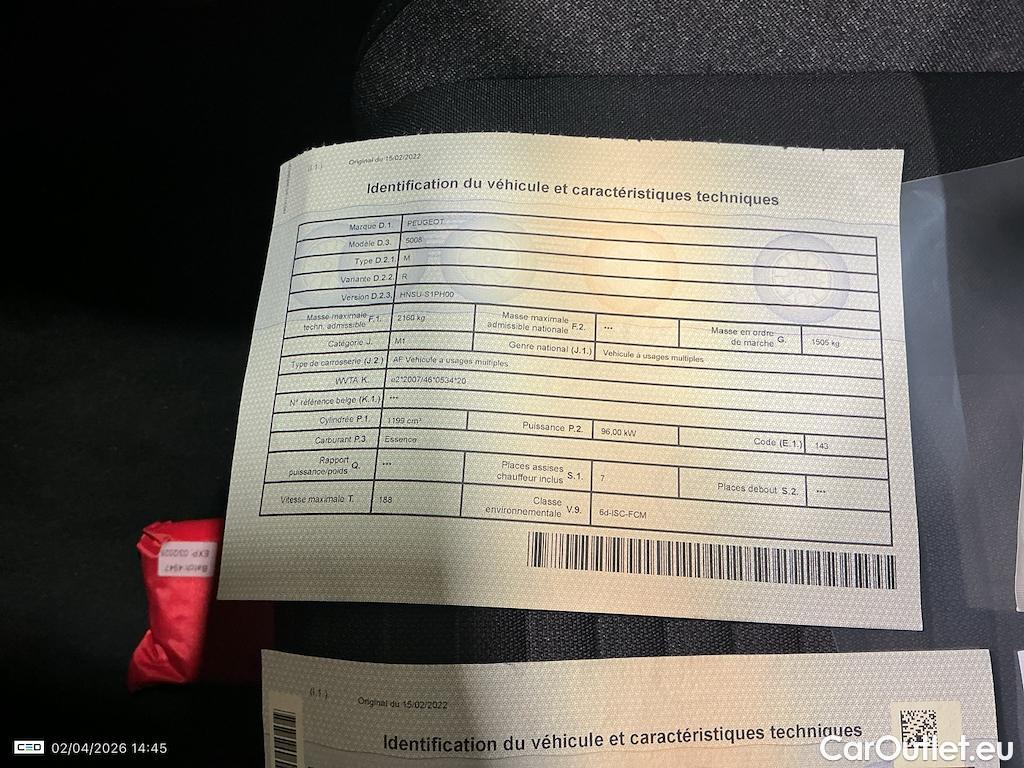 (I.1.) Original du 15/02/2022
Identification du véhicule et caractéristiques techniques
Marque D.1. PEUGEOT
Modèle D.3. 5008
Type D.2.1. M
Variante D.2.2. R
Version D.2.3. HNSU-S1PH00
Masse maximale techn. admissible F.1. 2160 kg Masse maximale admissible nationale F.2. *** Masse en ordre de marche G. 1505 kg
Catégorie J. M1 Genre national (J.1.) Véhicule à usages multiples
Type de carrosserie (J.2.) AF Véhicule à usages multiples
WVTA K. e2*2007/46*0534*20
N° référence belge (K.1.) ***
Cylindrée P.1. 1199 cm³ Puissance P.2. 96,00 kW Code (E.1.) 143
Carburant P.3. Essence
Rapport puissance/poids Q. *** Places assises chauffeur inclus S.1. 7 Places debout S.2. ***
Vitesse maximale T. 188 Classe environnementale V.9. 6d-ISC-FCM
Batch:4947
EXP: 03/2026
(I.1.) Original du 15/02/2022
Identification du véhicule et caractéristiques techniques
CEO 02/04/2026 14:45
CarOutlet.eu